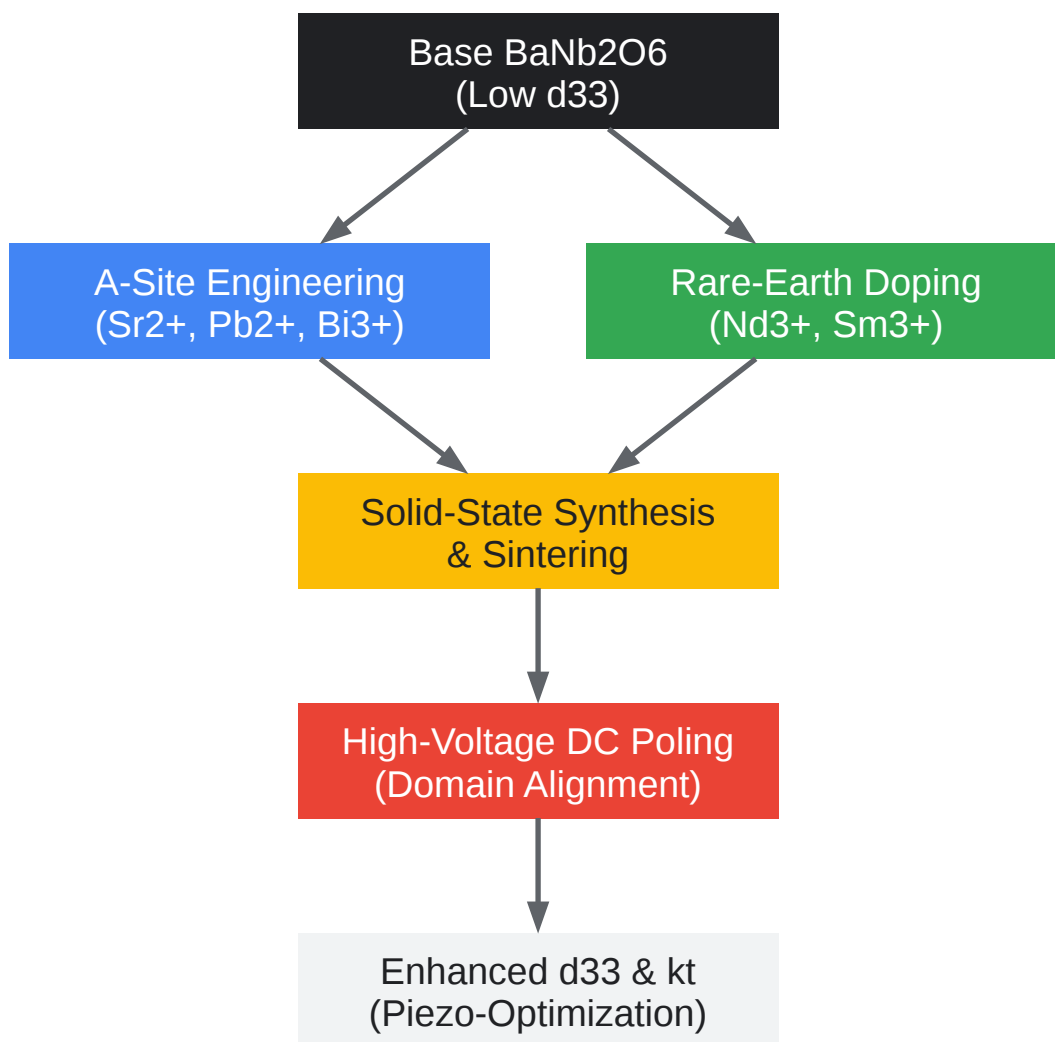 Base BaNb2O6
(Low d33)
A-Site Engineering
(Sr2+, Pb2+, Bi3+)
Rare-Earth Doping
(Nd3+, Sm3+)
Solid-State Synthesis
& Sintering
High-Voltage DC Poling
(Domain Alignment)
Enhanced d33 & kt
(Piezo-Optimization)